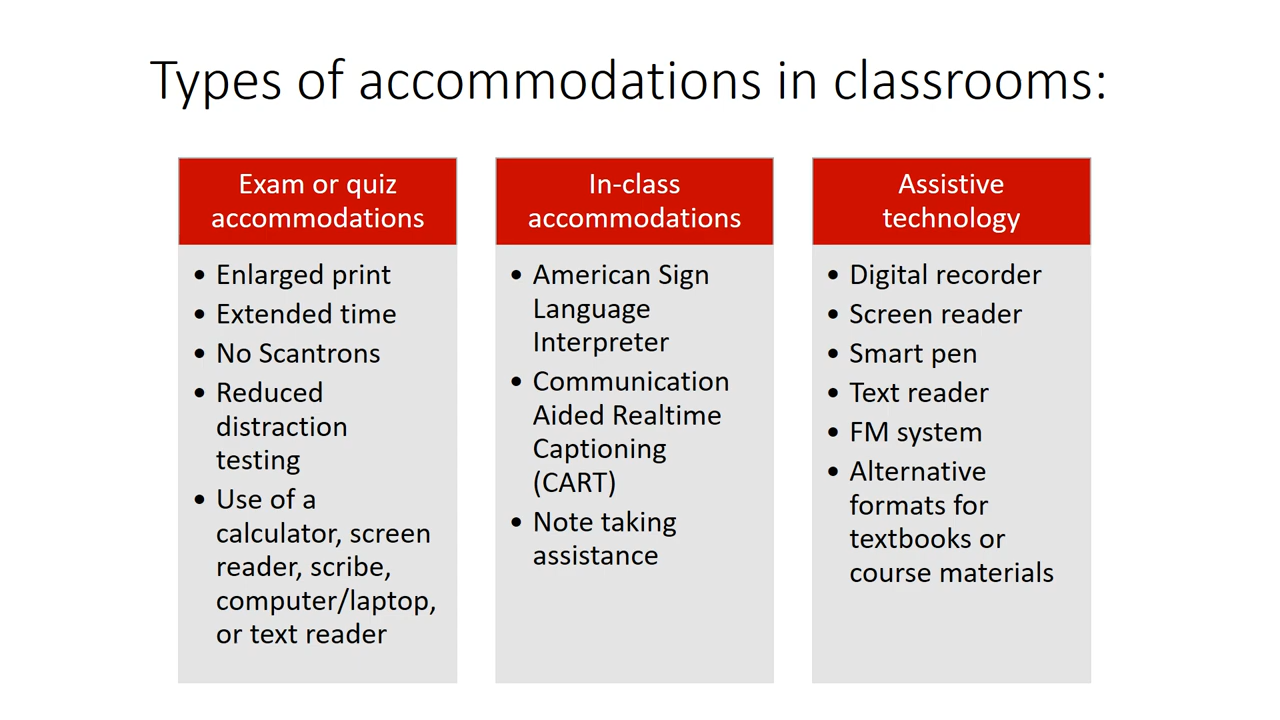 Types of accommodations in classrooms:
Exam or quiz
accommodations
• Enlarged print
• Extended time
• No Scantrons
• Reduced
distraction
testing
• Use of a
calculator, screen
reader, scribe,
computer/laptop,
or text reader
In-class
accommodations
• American Sign
Language
Interpreter
• Communication
Aided Realtime
Captioning
(CART)
• Note taking
assistance
Assistive
technology
• Digital recorder
• Screen reader
• Smart pen
• Text reader
• FM system
• Alternative
formats for
textbooks or
course materials